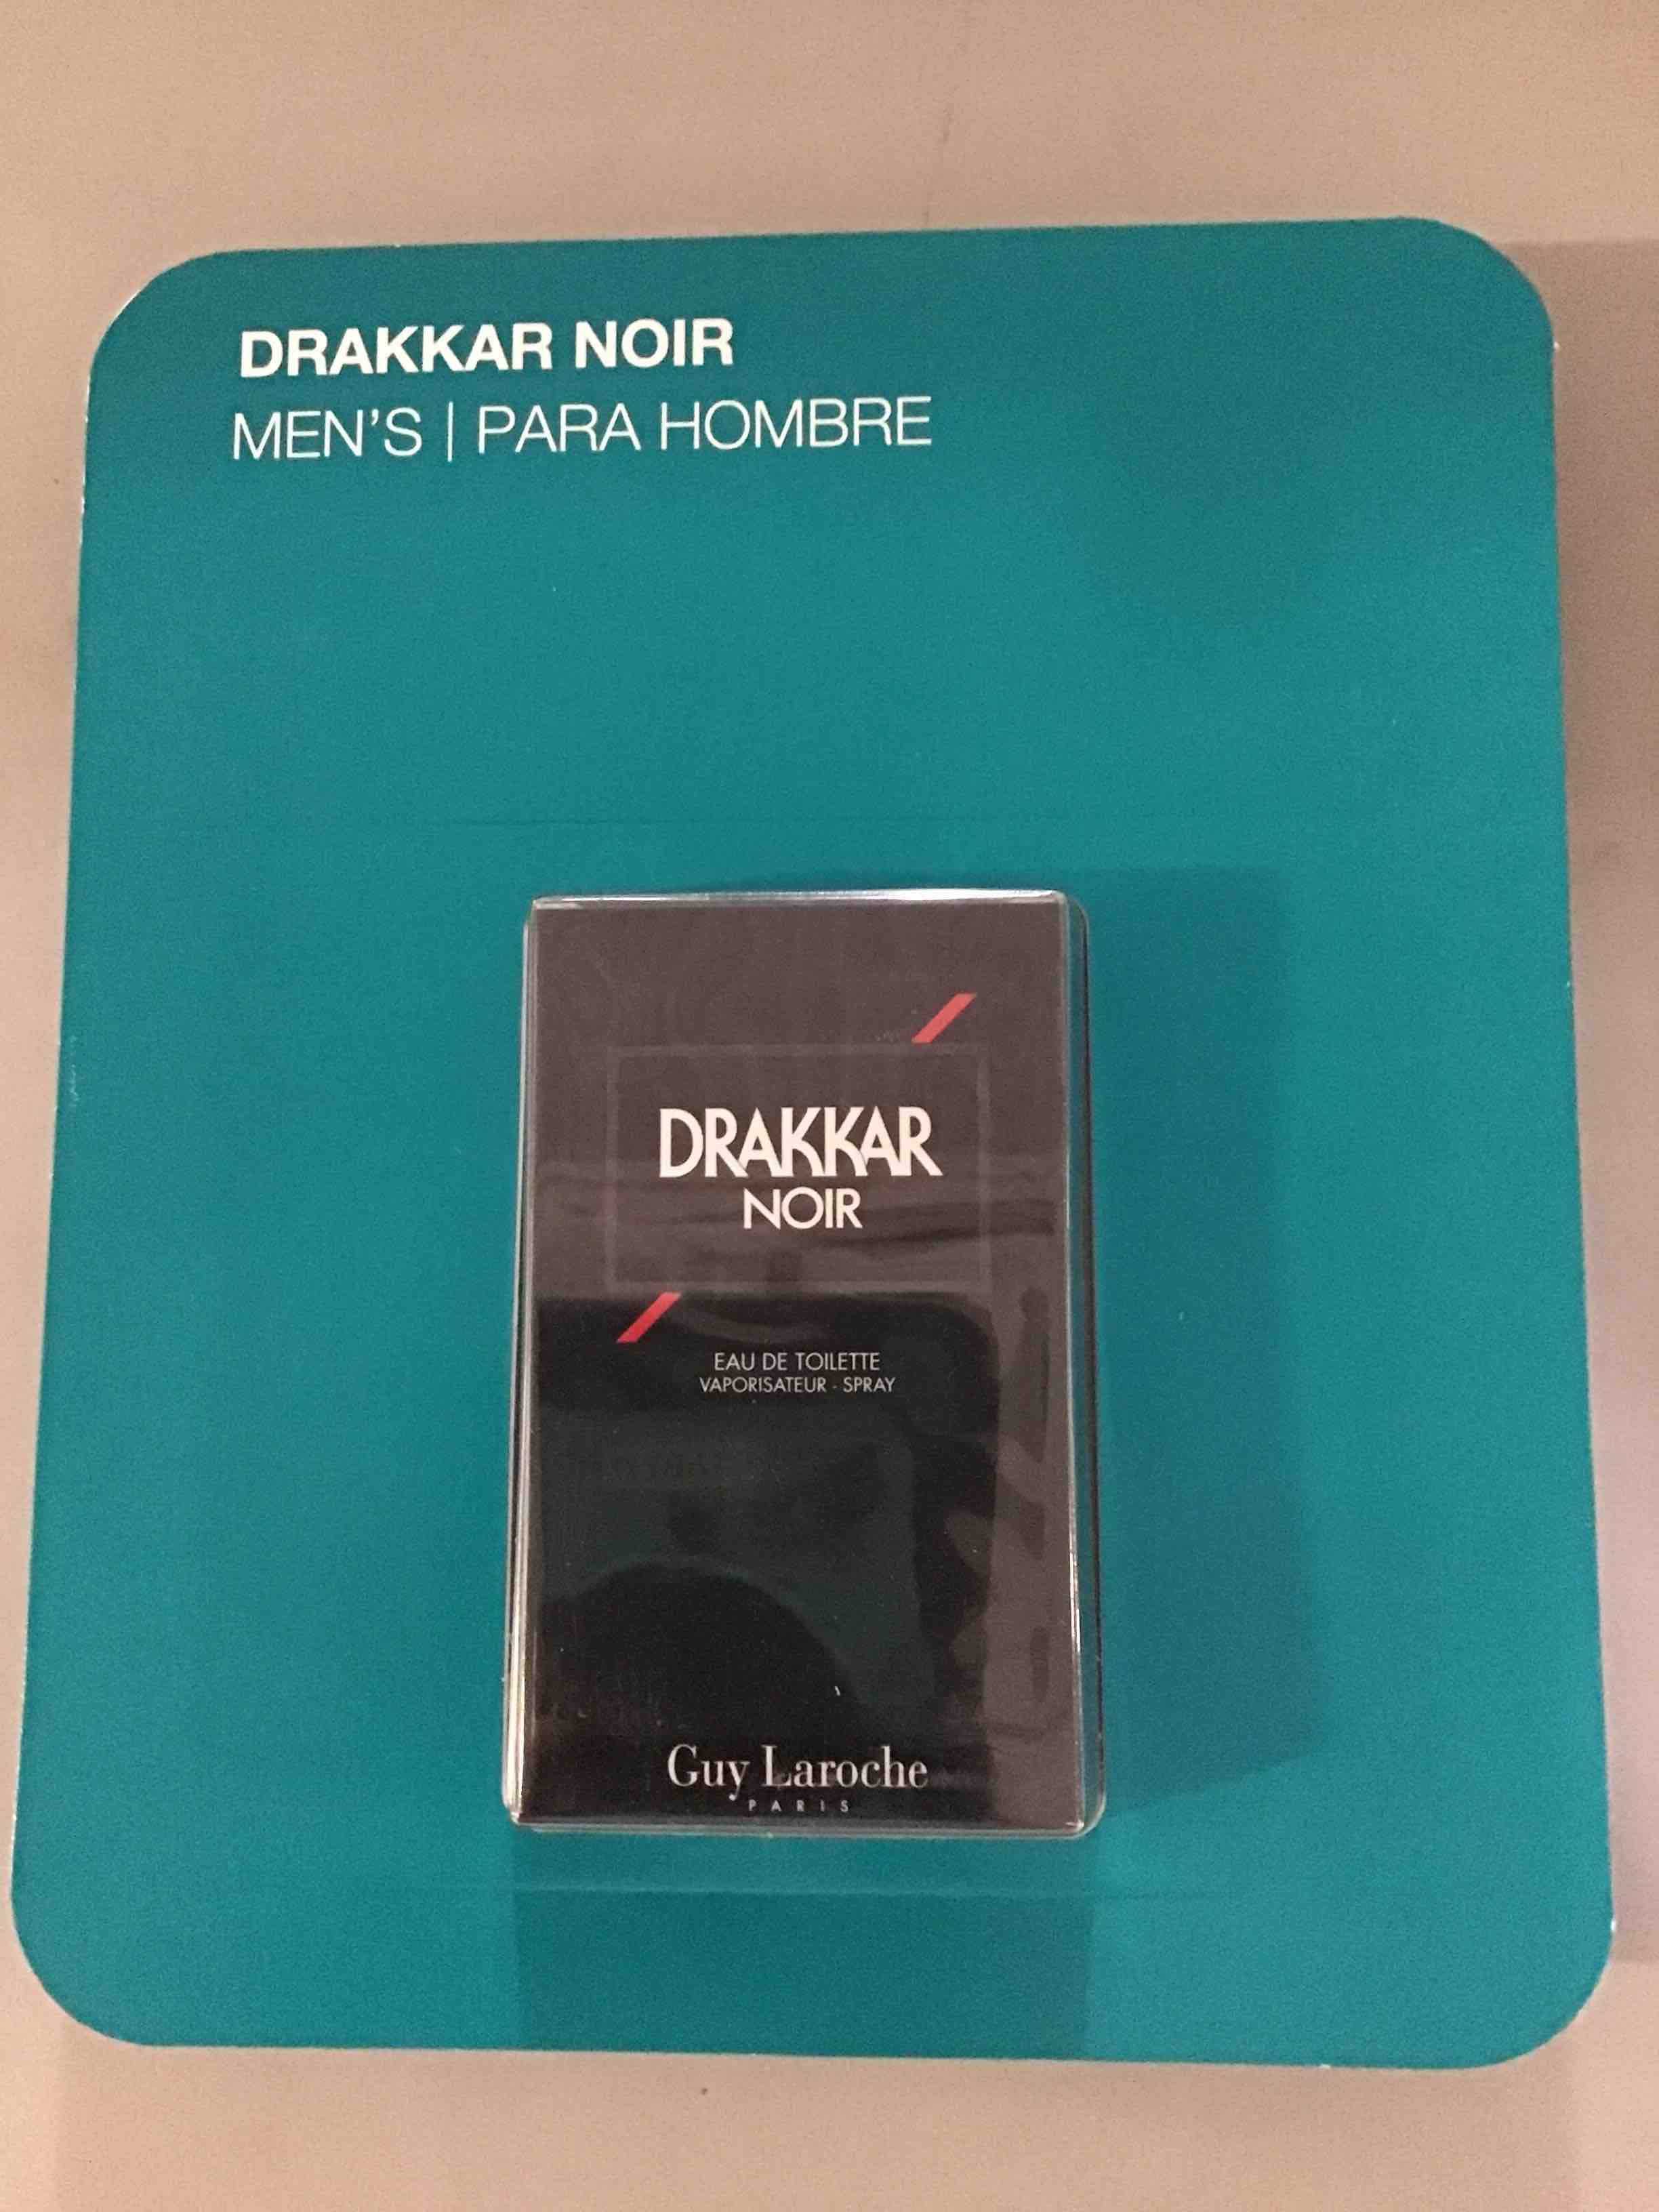 DRAKKAR NOIR
MEN'S | PARA HOMBRE
DRAKKAR
NOIR
EAU DE TOILETTE
VAPORISATEUR - SPRAY
Guy Laroche
PARIS